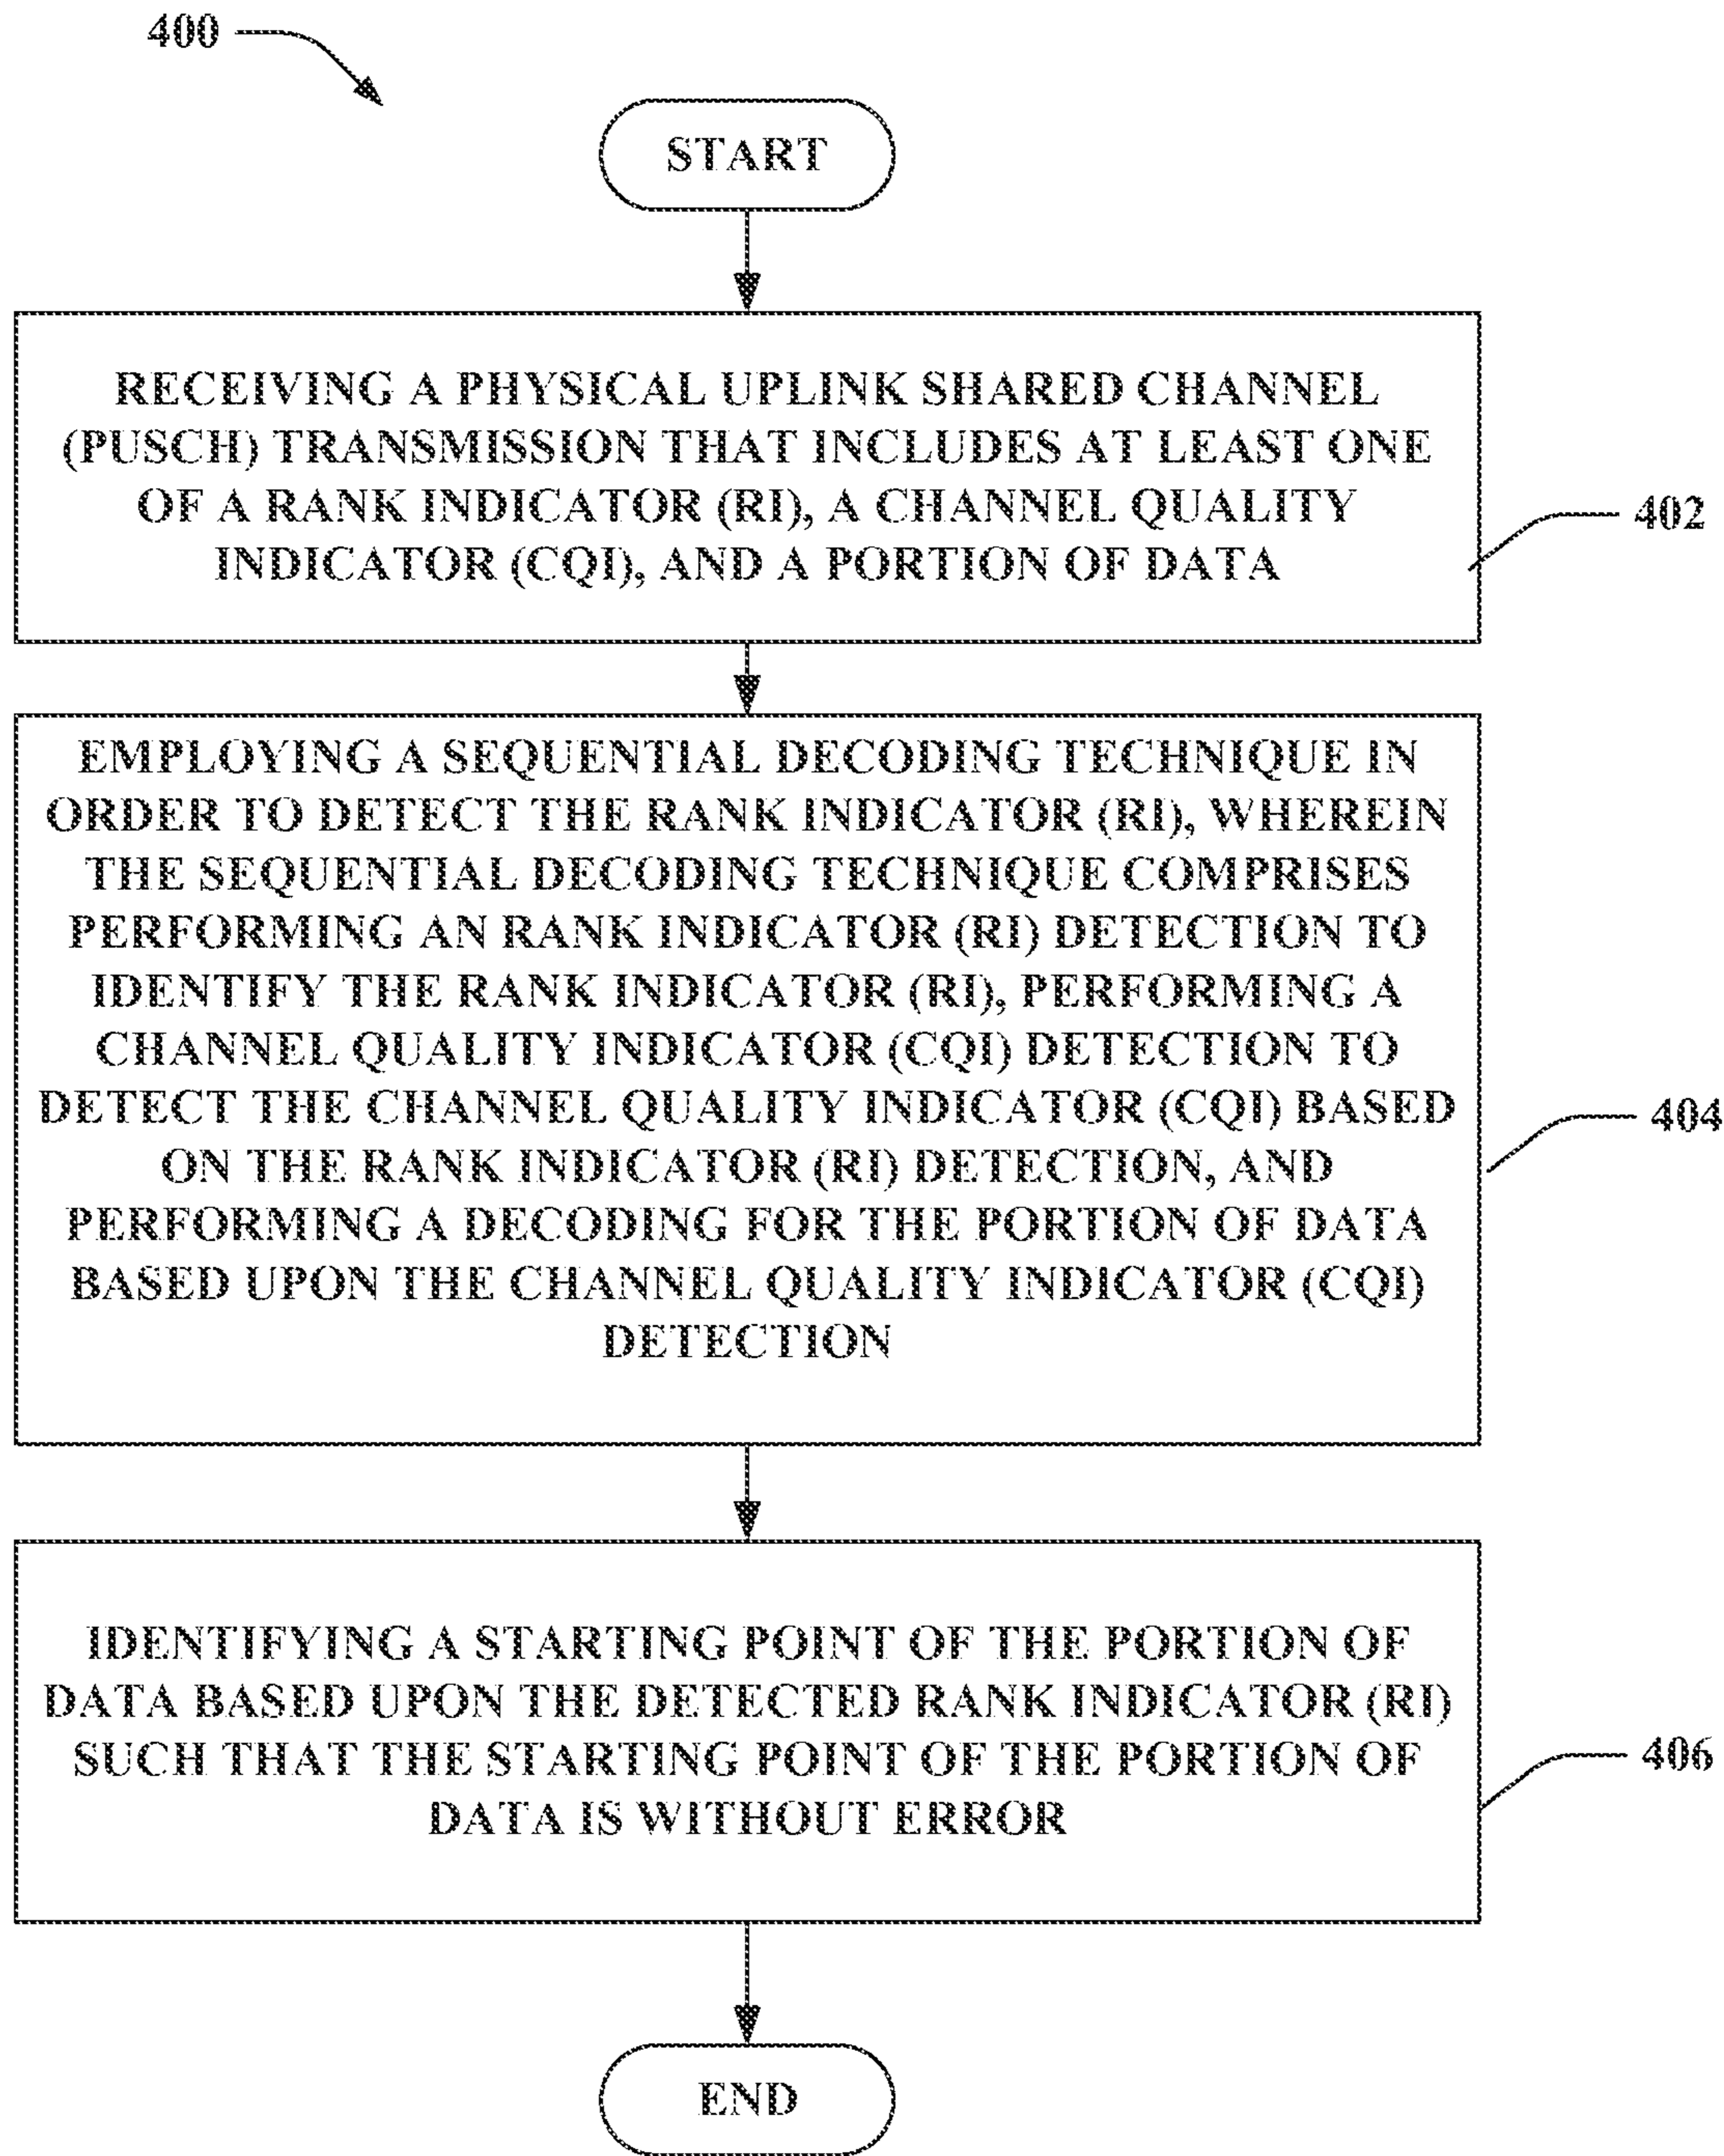 400
START
RECEIVING A PHYSICAL UPLINK SHARED CHANNEL
(PUSCH) TRANSMISSION THAT INCLUDES AT LEAST ONE
OF A RANK INDICATOR (RI), A CHANNEL QUALITY
INDICATOR (CQI), AND A PORTION OF DATA
402
EMPLOYING A SEQUENTIAL DECODING TECHNIQUE IN
ORDER TO DETECT THE RANK INDICATOR (RI), WHEREIN
THE SEQUENTIAL DECODING TECHNIQUE COMPRISES
PERFORMING AN RANK INDICATOR (RI) DETECTION TO
IDENTIFY THE RANK INDICATOR (RI), PERFORMING A
CHANNEL QUALITY INDICATOR (CQI) DETECTION TO
DETECT THE CHANNEL QUALITY INDICATOR (CQI) BASED
ON THE RANK INDICATOR (RI) DETECTION, AND
PERFORMING A DECODING FOR THE PORTION OF DATA
BASED UPON THE CHANNEL QUALITY INDICATOR (CQI)
DETECTION
404
IDENTIFYING A STARTING POINT OF THE PORTION OF
DATA BASED UPON THE DETECTED RANK INDICATOR (RI)
SUCH THAT THE STARTING POINT OF THE PORTION OF
DATA IS WITHOUT ERROR
406
END